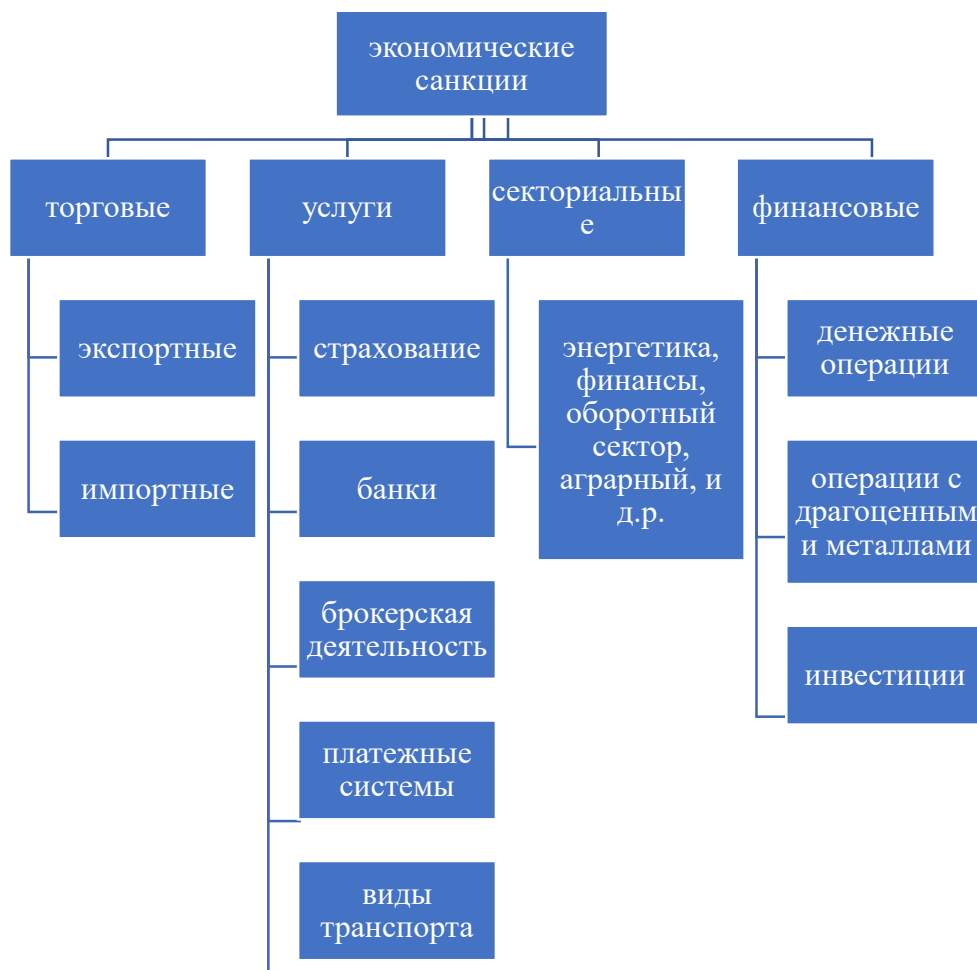 экономические
санкции
торговые
услуги
секториальны
е
финансовые
экспортные
импортные
страхование
банки
брокерская
деятельность
платежные
системы
виды
транспорта
энергетика,
финансы,
оборотный
сектор,
аграрный, и
д.р.
денежные
операции
операции с
драгоценным
и металлами
инвестиции